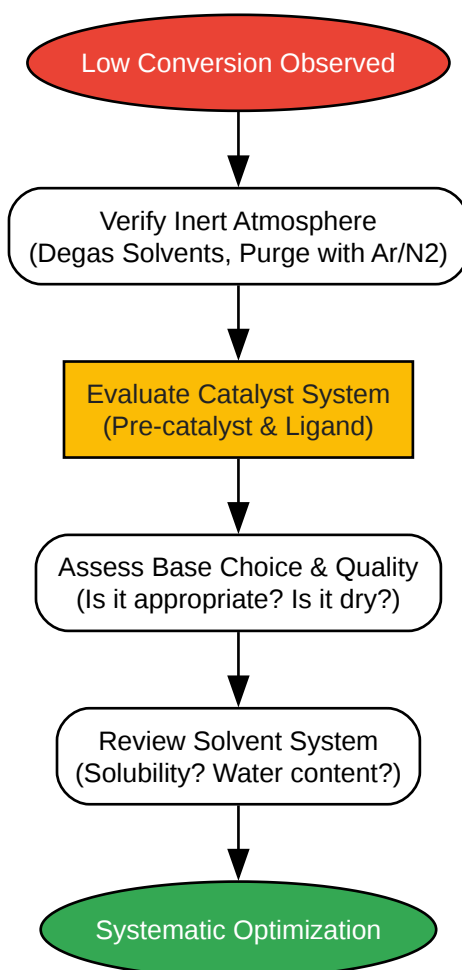 Low Conversion Observed
Verify Inert Atmosphere
(Degas Solvents, Purge with Ar/N2)
Evaluate Catalyst System
(Pre-catalyst & Ligand)
Assess Base Choice & Quality
(Is it appropriate? Is it dry?)
Review Solvent System
(Solubility? Water content?)
Systematic Optimization